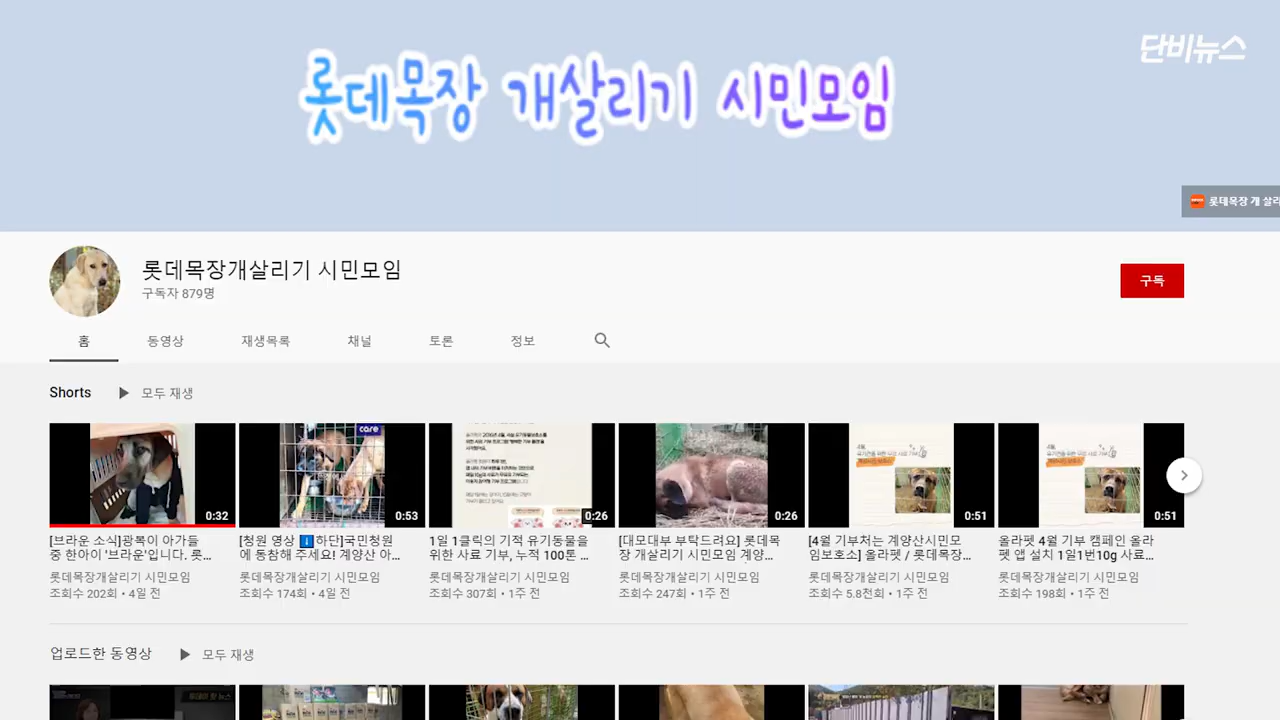 단비뉴스
롯데목장 개살리기 시민모임
롯데목장 개 살리
롯데목장개살리기 시민모임
구독자 879명
구독
홈 동영상 재생목록 채널 토론 정보
Shorts 모두 재생
care
0:32 0:53 0:26 0:26 0:51 0:51
[브라운 소식]광복이 아가들
중 한아이 '브라운'입니다. 롯...
롯데목장개살리기 시민모임
조회수 202회 • 4일 전
[청원 영상 ⬇️하단]국민청원
에 동참해 주세요! 계양산 아...
롯데목장개살리기 시민모임
조회수 174회 • 4일 전
1일 1클릭의 기적 유기동물을
위한 사료 기부, 누적 100톤 ...
롯데목장개살리기 시민모임
조회수 307회 • 1주 전
[대모대부 부탁드려요] 롯데목
장 개살리기 시민모임 계양...
롯데목장개살리기 시민모임
조회수 247회 • 1주 전
[4월 기부처는 계양산시민모
임보호소] 올라펫 / 롯데목장...
롯데목장개살리기 시민모임
조회수 5.8천회 • 1주 전
올라펫 4월 기부 캠페인 올라
펫 앱 설치 1일1번10g 사료...
롯데목장개살리기 시민모임
조회수 198회 • 1주 전
업로드한 동영상 모두 재생